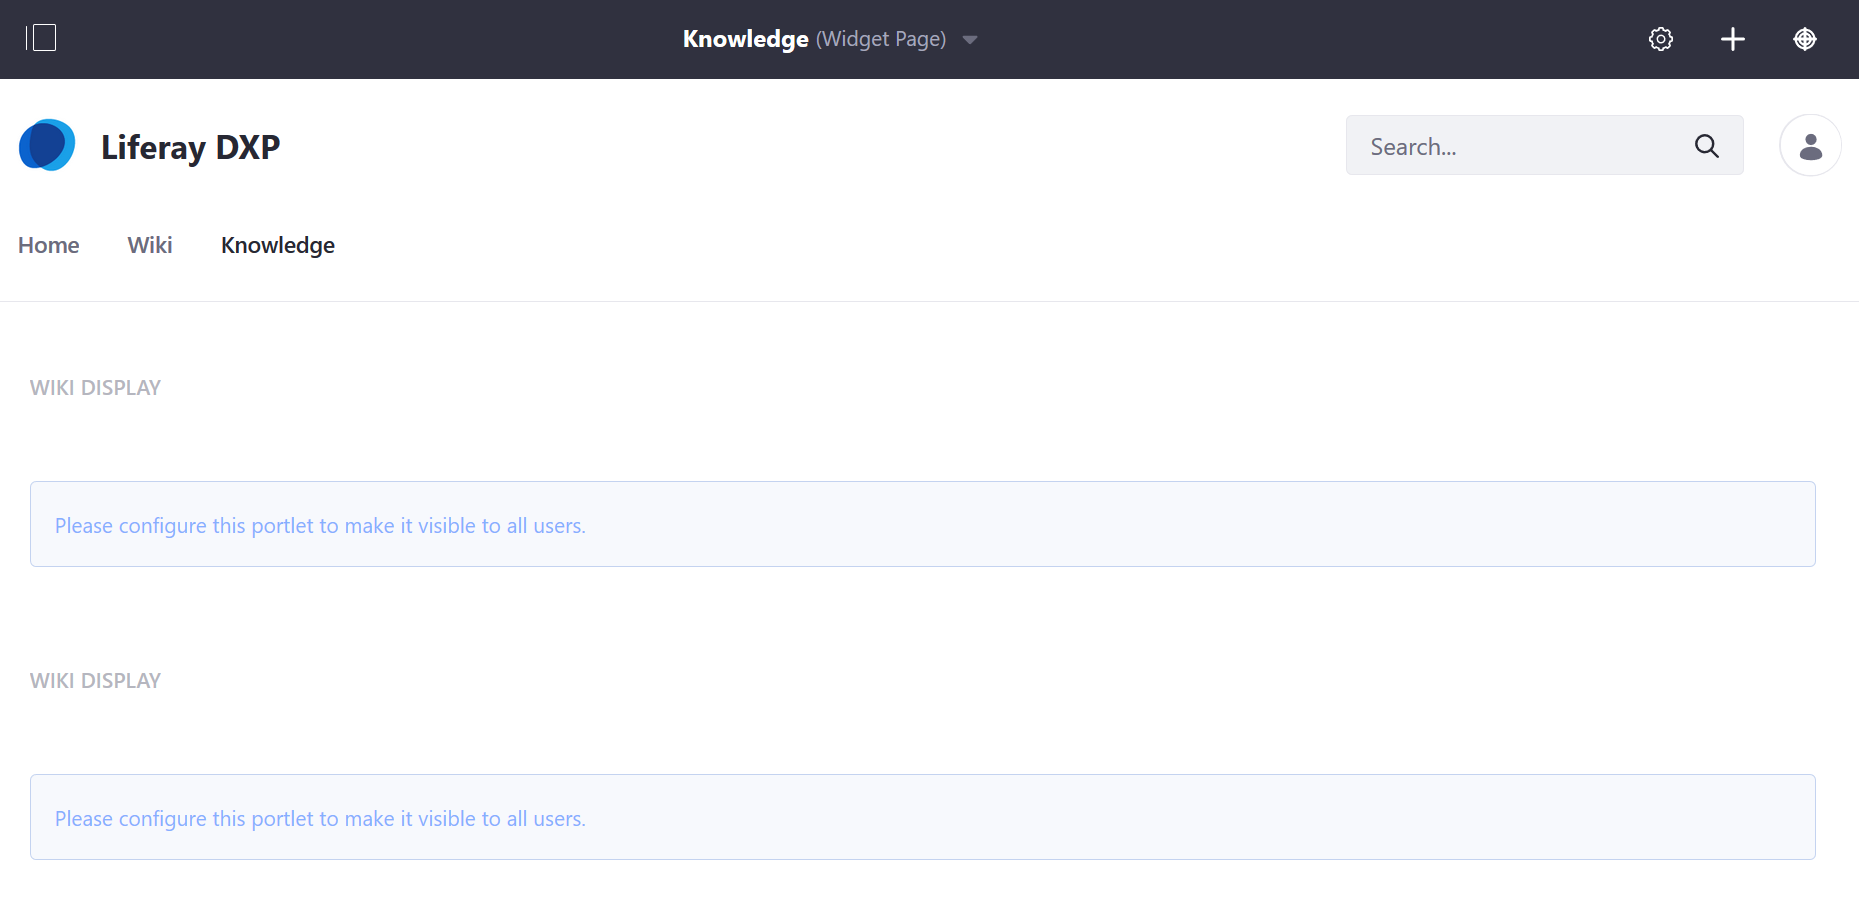 Knowledge (Widget Page)
Liferay DXP
Search...
Home Wiki Knowledge
WIKI DISPLAY
Please configure this portlet to make it visible to all users.
WIKI DISPLAY
Please configure this portlet to make it visible to all users.